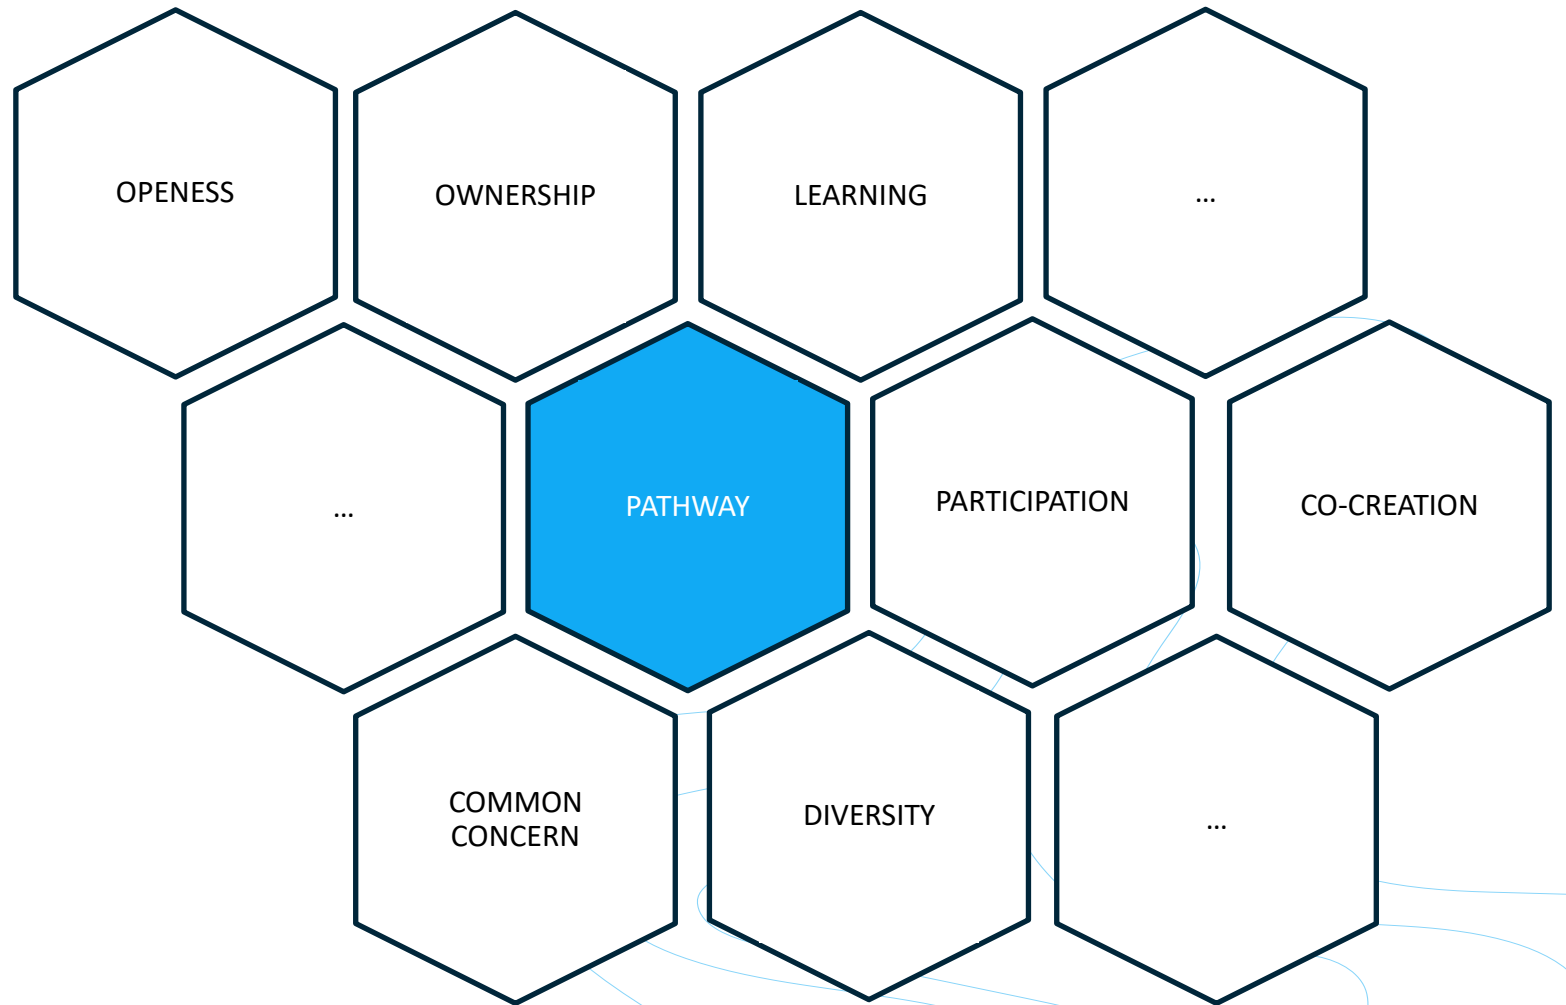 OPENESS
OWNERSHIP
LEARNING
...
...
PATHWAY
PARTICIPATION
CO-CREATION
COMMON
CONCERN
DIVERSITY
...